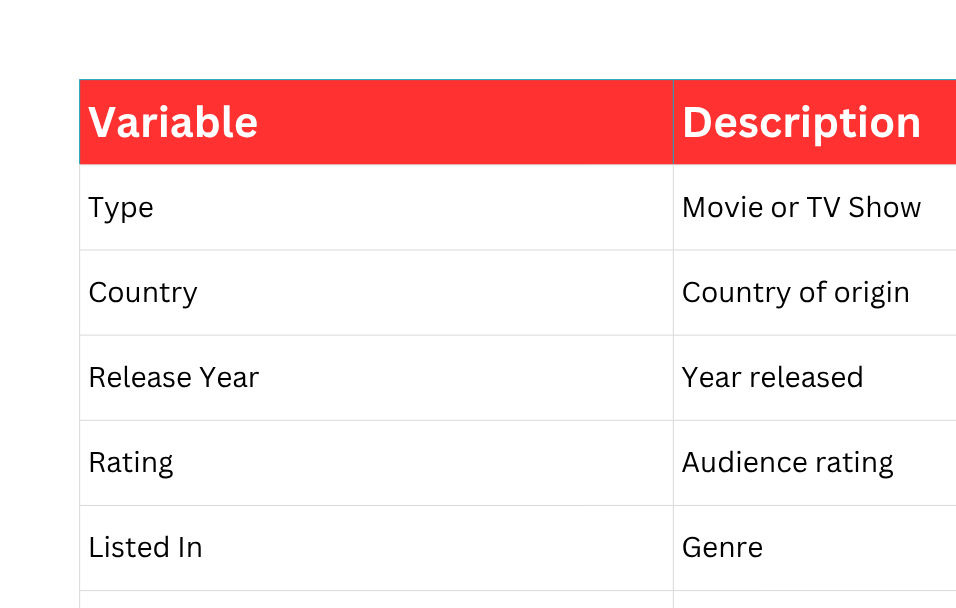 Variable Description
Type Movie or TV Show
Country Country of origin
Release Year Year released
Rating Audience rating
Listed In Genre